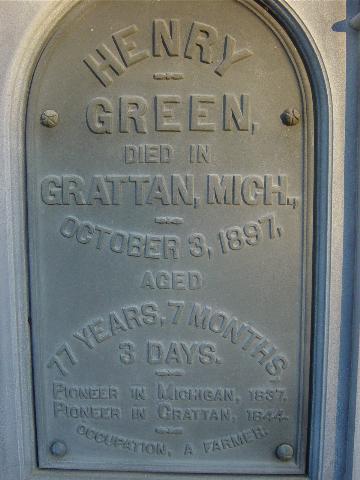 HENRY
GREEN,
DIED IN
GRATTAN, MICH.,
OCTOBER 3, 1897,
AGED
77 YEARS, 7 MONTHS,
3 DAYS.
PIONEER IN MICHIGAN, 1837.
PIONEER IN GRATTAN, 1844.
OCCUPATION, A FARMER.